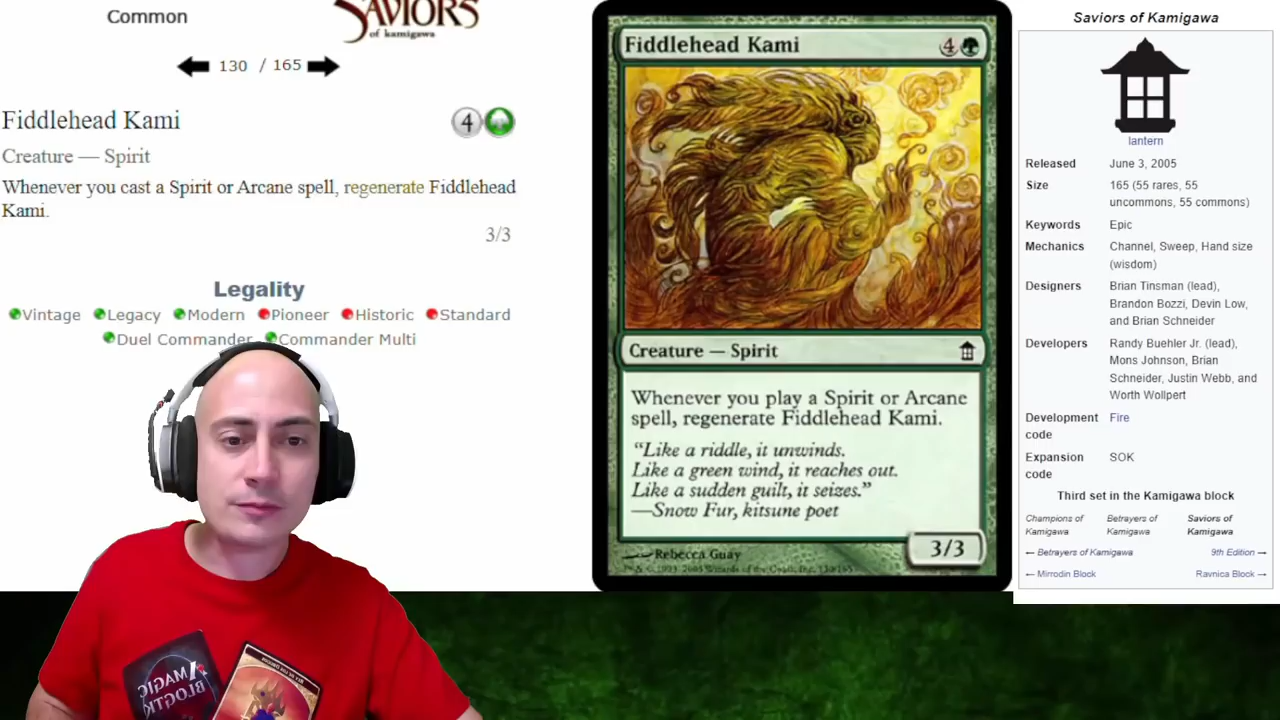 Common
SAVIORS
of kamigawa
130 / 165
Fiddlehead Kami
4
Creature — Spirit
Whenever you cast a Spirit or Arcane spell, regenerate Fiddlehead
Kami.
3/3
Legality
Vintage Legacy Modern Pioneer Historic Standard
Duel Commander Commander Multi
Fiddlehead Kami 4
Creature — Spirit
Whenever you play a Spirit or Arcane
spell, regenerate Fiddlehead Kami.
“Like a riddle, it unwinds.
Like a green wind, it reaches out.
Like a sudden guilt, it seizes.”
—Snow Fur, kitsune poet
Rebecca Guay
3/3
Saviors of Kamigawa
lantern
Released June 3, 2005
Size 165 (55 rares, 55
uncommons, 55 commons)
Keywords Epic
Mechanics Channel, Sweep, Hand size
(wisdom)
Designers Brian Tinsman (lead),
Brandon Bozzi, Devin Low,
and Brian Schneider
Developers Randy Buehler Jr. (lead),
Mons Johnson, Brian
Schneider, Justin Webb, and
Worth Wollpert
Development Fire
code
Expansion SOK
code
Third set in the Kamigawa block
Champions of Betrayers of Saviors of
Kamigawa Kamigawa Kamigawa
← Betrayers of Kamigawa 9th Edition →
← Mirrodin Block Ravnica Block →
MAGIC